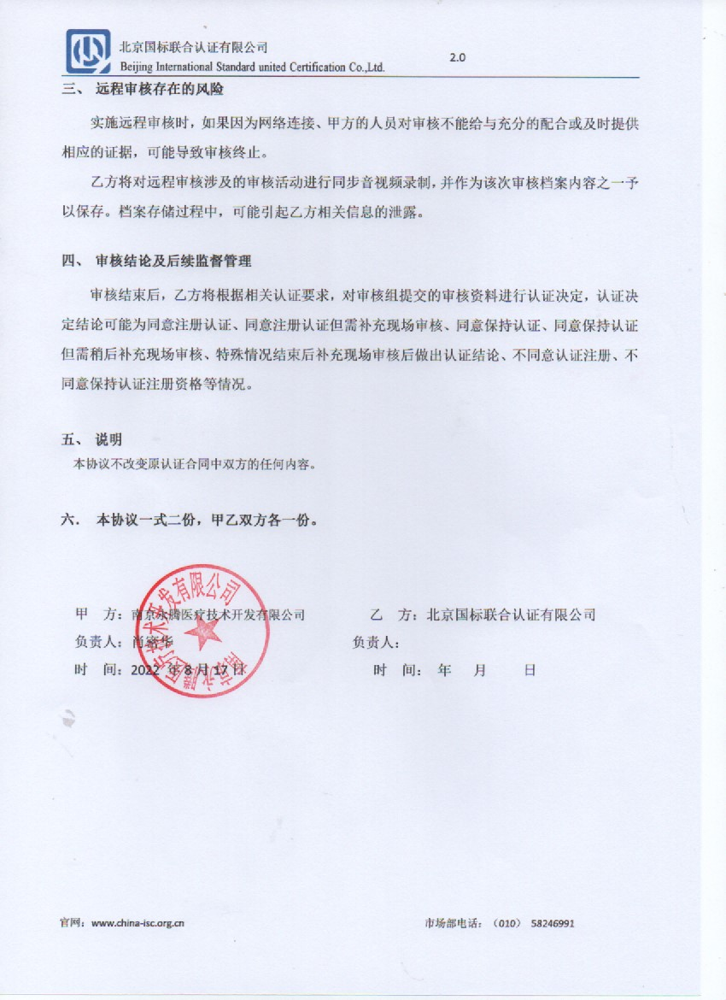 北京国标联合认证有限公司
Beijing International Standard united Certification Co.,Ltd.
2.0
三、 远程审核存在的风险
实施远程审核时，如果因为网络连接、甲方的人员对审核不能给与充分的配合或及时提供
相应的证据，可能导致审核终止。
乙方将对远程审核涉及的审核活动进行同步音视频录制，并作为该次审核档案内容之一予
以保存。档案存储过程中，可能引起乙方相关信息的泄露。
四、 审核结论及后续监督管理
审核结束后，乙方将根据相关认证要求，对审核组提交的审核资料进行认证决定，认证决
定结论可能为同意注册认证、同意注册认证但需补充现场审核、同意保持认证、同意保持认证
但需稍后补充现场审核、特殊情况结束后补充现场审核后做出认证结论、不同意认证注册、不
同意保持认证注册资格等情况。
五、 说明
本协议不改变原认证合同中双方的任何内容。
六． 本协议一式二份，甲乙双方各一份。
甲 方：南京永腾医疗技术开发有限公司
负责人：肖密华
时 间：2022 年 8 月 17 日
南京永腾医疗技术开发有限公司
乙 方：北京国标联合认证有限公司
负责人：
时 间： 年 月 日
官网：www.china-isc.org.cn
市场部电话：（010） 58246991